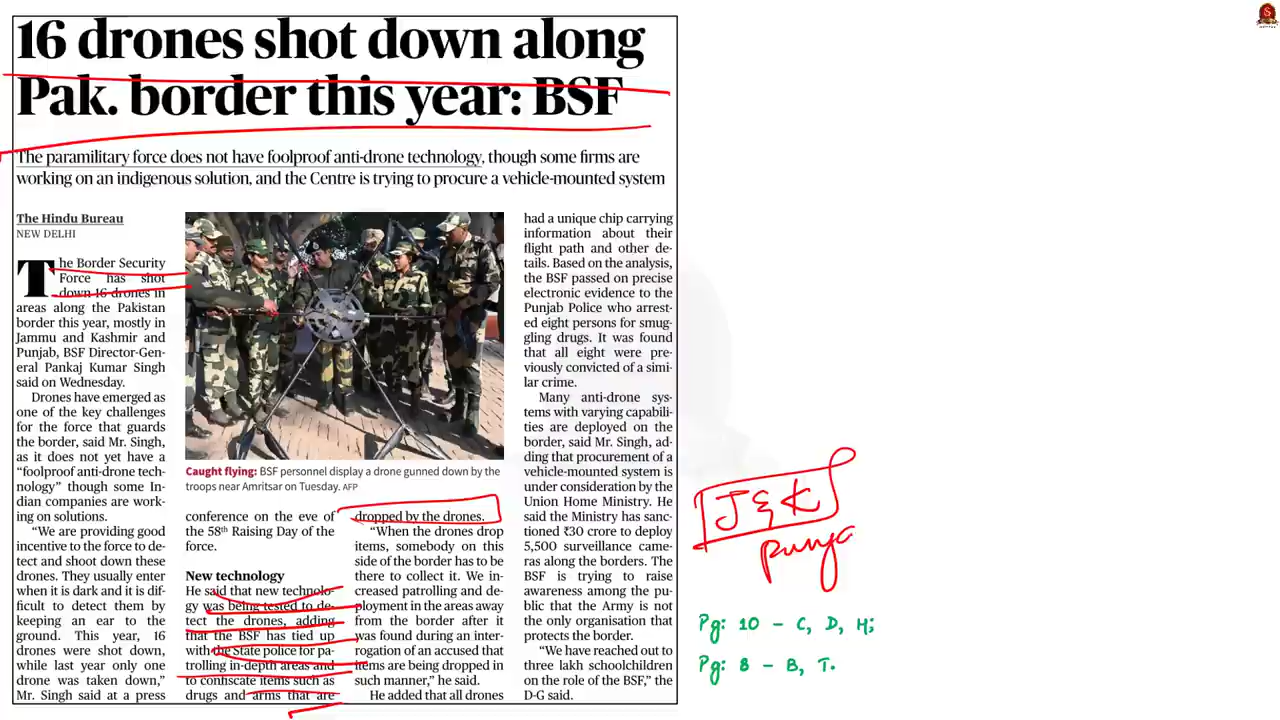 16 drones shot down along
Pak. border this year: BSF
The paramilitary force does not have foolproof anti-drone technology, though some firms are
working on an indigenous solution, and the Centre is trying to procure a vehicle-mounted system
The Hindu Bureau
NEW DELHI
The Border Security
Force has shot
down 16 drones in
areas along the Pakistan
border this year, mostly in
Jammu and Kashmir and
Punjab, BSF Director-Gen-
eral Pankaj Kumar Singh
said on Wednesday.
Drones have emerged as
one of the key challenges
for the force that guards
the border, said Mr. Singh,
as it does not yet have a
“foolproof anti-drone tech-
nology” though some In-
dian companies are work-
ing on solutions.
“We are providing good
incentive to the force to de-
tect and shoot down these
drones. They usually enter
when it is dark and it is dif-
ficult to detect them by
keeping an ear to the
ground. This year, 16
drones were shot down,
while last year only one
drone was taken down,”
Mr. Singh said at a press
Caught flying: BSF personnel display a drone gunned down by the
troops near Amritsar on Tuesday. AFP
conference on the eve of
the 58th Raising Day of the
force.
New technology
He said that new technolo-
gy was being tested to de-
tect the drones, adding
that the BSF has tied up
with the State police for pa-
trolling in-depth areas and
to confiscate items such as
drugs and arms that are
dropped by the drones.
“When the drones drop
items, somebody on this
side of the border has to be
there to collect it. We in-
creased patrolling and de-
ployment in the areas away
from the border after it
was found during an inter-
rogation of an accused that
items are being dropped in
such manner,” he said.
He added that all drones
had a unique chip carrying
information about their
flight path and other de-
tails. Based on the analysis,
the BSF passed on precise
electronic evidence to the
Punjab Police who arrest-
ed eight persons for smug-
gling drugs. It was found
that all eight were pre-
viously convicted of a simi-
lar crime.
Many anti-drone sys-
tems with varying capabili-
ties are deployed on the
border, said Mr. Singh, ad-
ding that procurement of a
vehicle-mounted system is
under consideration by the
Union Home Ministry. He
said the Ministry has sanc-
tioned ₹30 crore to deploy
5,500 surveillance came-
ras along the borders. The
BSF is trying to raise
awareness among the pu-
blic that the Army is not
the only organisation that
protects the border.
“We have reached out to
three lakh schoolchildren
on the role of the BSF,” the
D-G said.
J & K
Punja
Pg: 10 - C, D, H;
Pg: 8 - B, T.